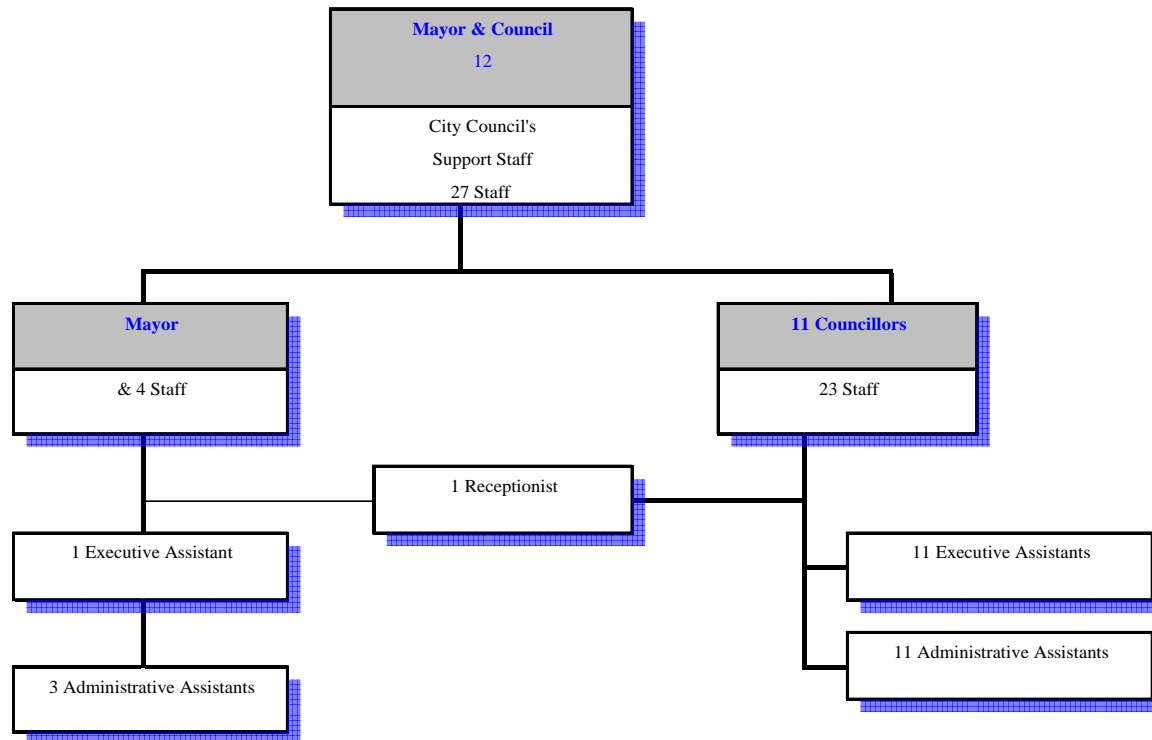 Mayor & Council
12
City Council's
Support Staff
27 Staff
Mayor
& 4 Staff
11 Councillors
23 Staff
1 Receptionist
1 Executive Assistant
11 Executive Assistants
3 Administrative Assistants
11 Administrative Assistants